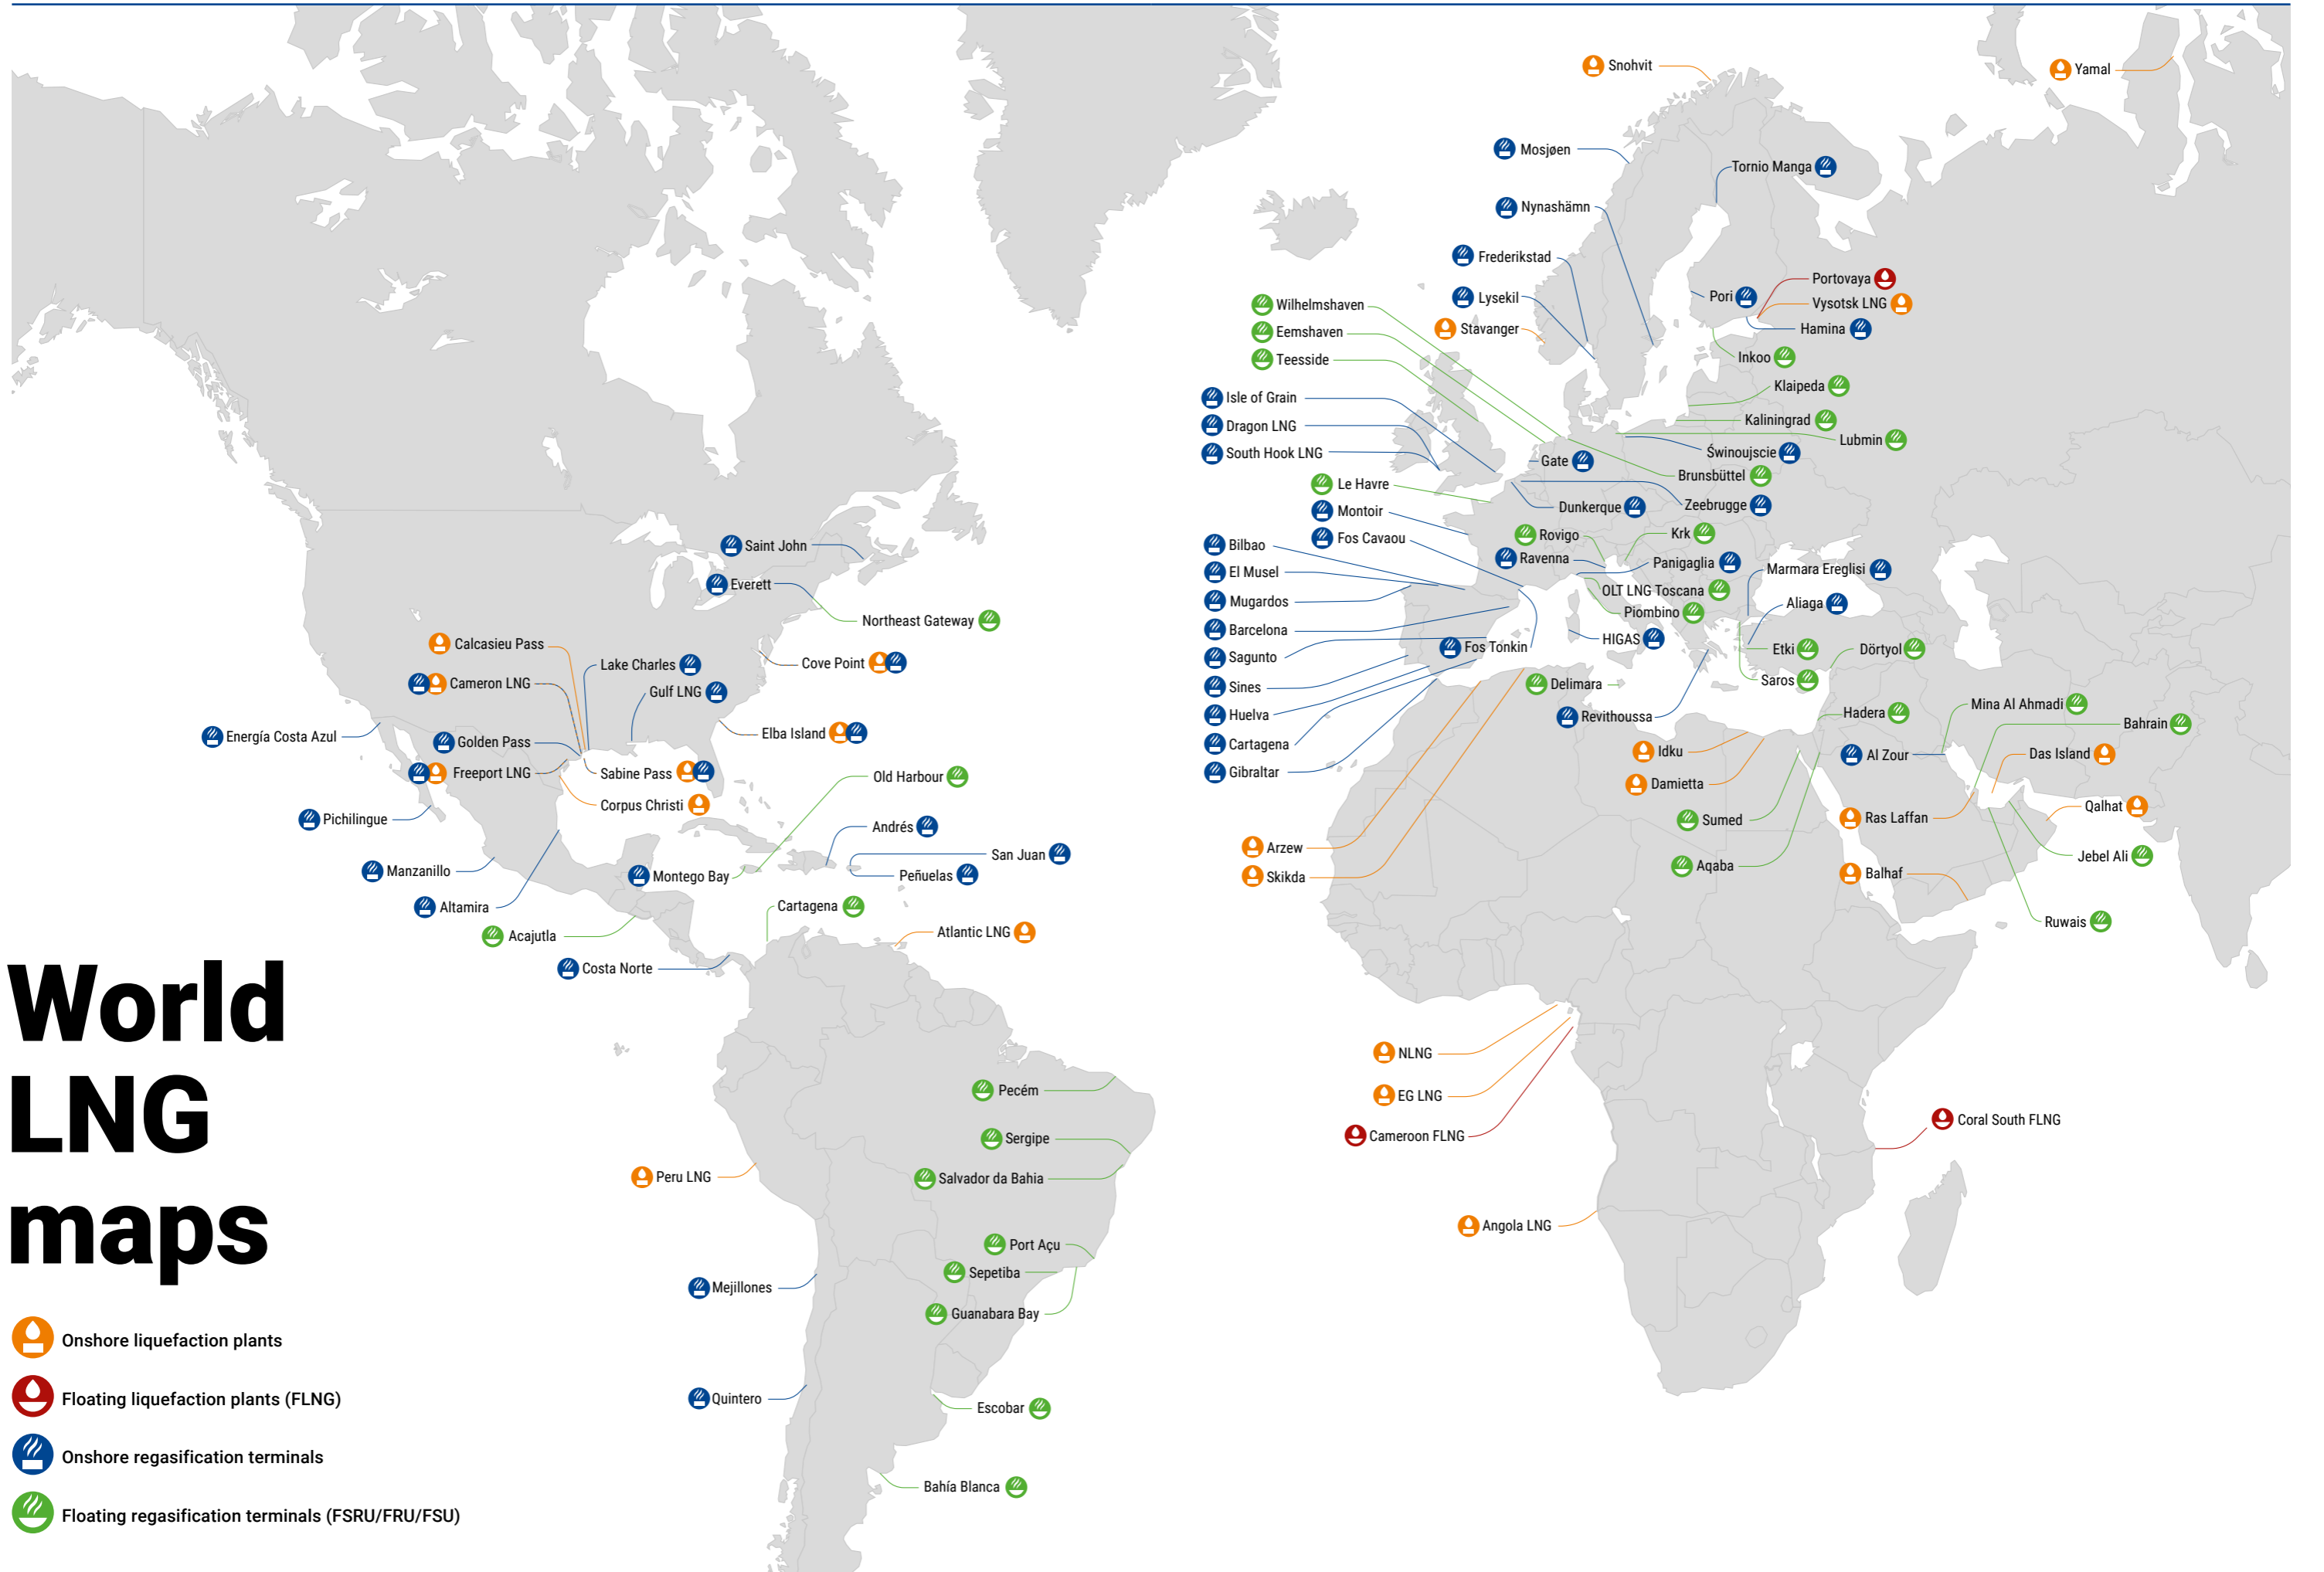 Snohvit
Yamal
Mosjøen
Tornio Manga
Nynashämn
Frederikstad
Portovaya
Lysekil
Pori
Vysotsk LNG
Wilhelmshaven
Stavanger
Hamina
Eemshaven
Teesside
Inkoo
Klaipeda
Isle of Grain
Kaliningrad
Dragon LNG
Lubmin
South Hook LNG
Świnoujscie
Gate
Brunsbüttel
Le Havre
Dunkerque
Zeebrugge
Montoir
Rovigo
Krk
Fos Cavaou
Saint John
Bilbao
Ravenna
Panigaglia
Marmara Ereglisi
El Musel
Everett
OLT LNG Toscana
Mugardos
Aliaga
Piombino
Northeast Gateway
Barcelona
HIGAS
Calcasieu Pass
Sagunto
Fos Tonkin
Etki
Dörtyol
Lake Charles
Cove Point
Cameron LNG
Sines
Delimara
Saros
Gulf LNG
Huelva
Revithoussa
Hadera
Mina Al Ahmadi
Bahrain
Energía Costa Azul
Golden Pass
Elba Island
Cartagena
Idku
Al Zour
Das Island
Freeport LNG
Sabine Pass
Old Harbour
Gibraltar
Damietta
Corpus Christi
Qalhat
Pichilingue
Andrés
Sumed
Ras Laffan
Arzew
San Juan
Jebel Ali
Manzanillo
Montego Bay
Peñuelas
Skikda
Aqaba
Balhaf
Altamira
Cartagena
Ruwais
Acajutla
Atlantic LNG
Costa Norte
World
LNG
maps
NLNG
Pecém
EG LNG
Coral South FLNG
Sergipe
Cameroon FLNG
Peru LNG
Salvador da Bahia
Angola LNG
Port Açu
Sepetiba
Mejillones
Guanabara Bay
Onshore liquefaction plants
Floating liquefaction plants (FLNG)
Quintero
Escobar
Onshore regasification terminals
Bahía Blanca
Floating regasification terminals (FSRU/FRU/FSU)